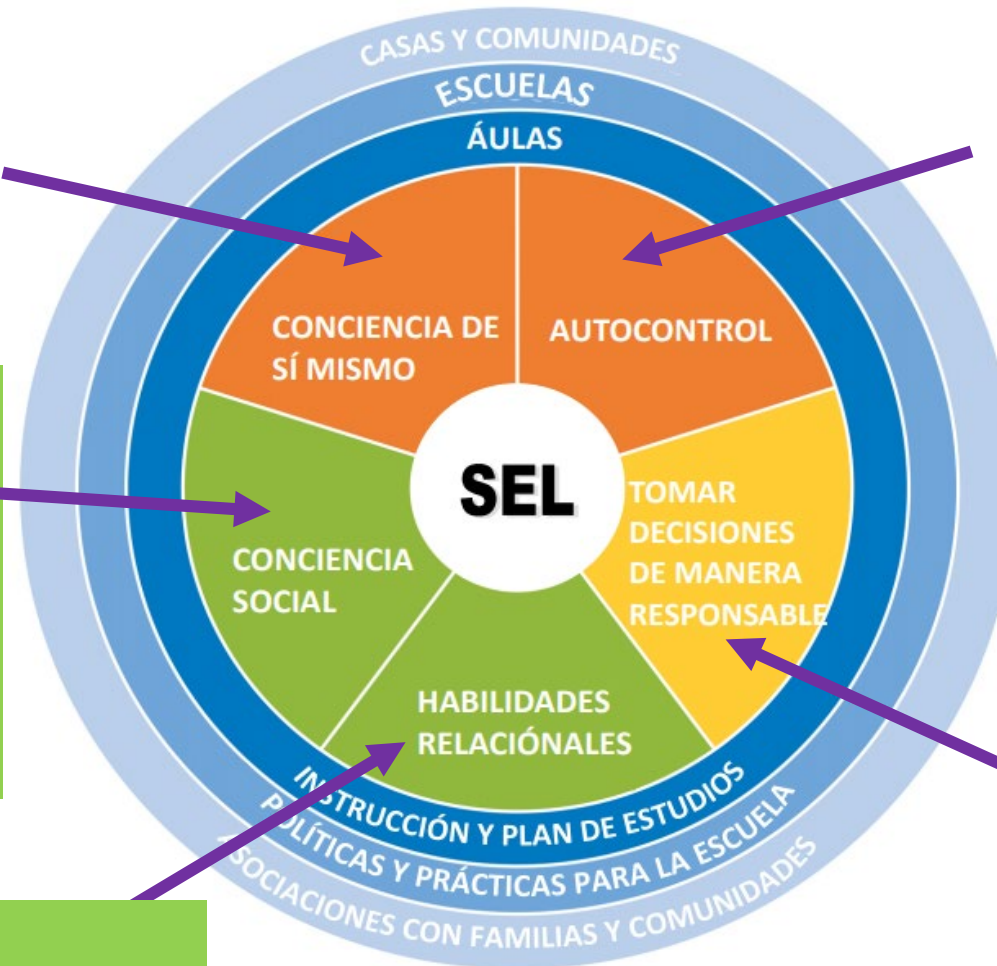 CASAS Y COMUNIDADES
ESCUELAS
ÁULAS
CONCIENCIA DE
SÍ MISMO
AUTOCONTROL
SEL
TOMAR
DECISIONES
DE MANERA
RESPONSABLE
CONCIENCIA
SOCIAL
HABILIDADES
RELACIÓNALES
INSTRUCCIÓN Y PLAN DE ESTUDIOS
POLÍTICAS Y PRÁCTICAS PARA LA ESCUELA
ASOCIACIONES CON FAMILIAS Y COMUNIDADES